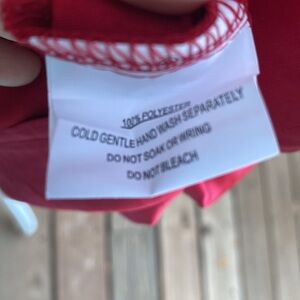 100% POLYESTER
COLD GENTLE HAND WASH SEPARATELY
DO NOT SOAK OR WRING
DO NOT BLEACH